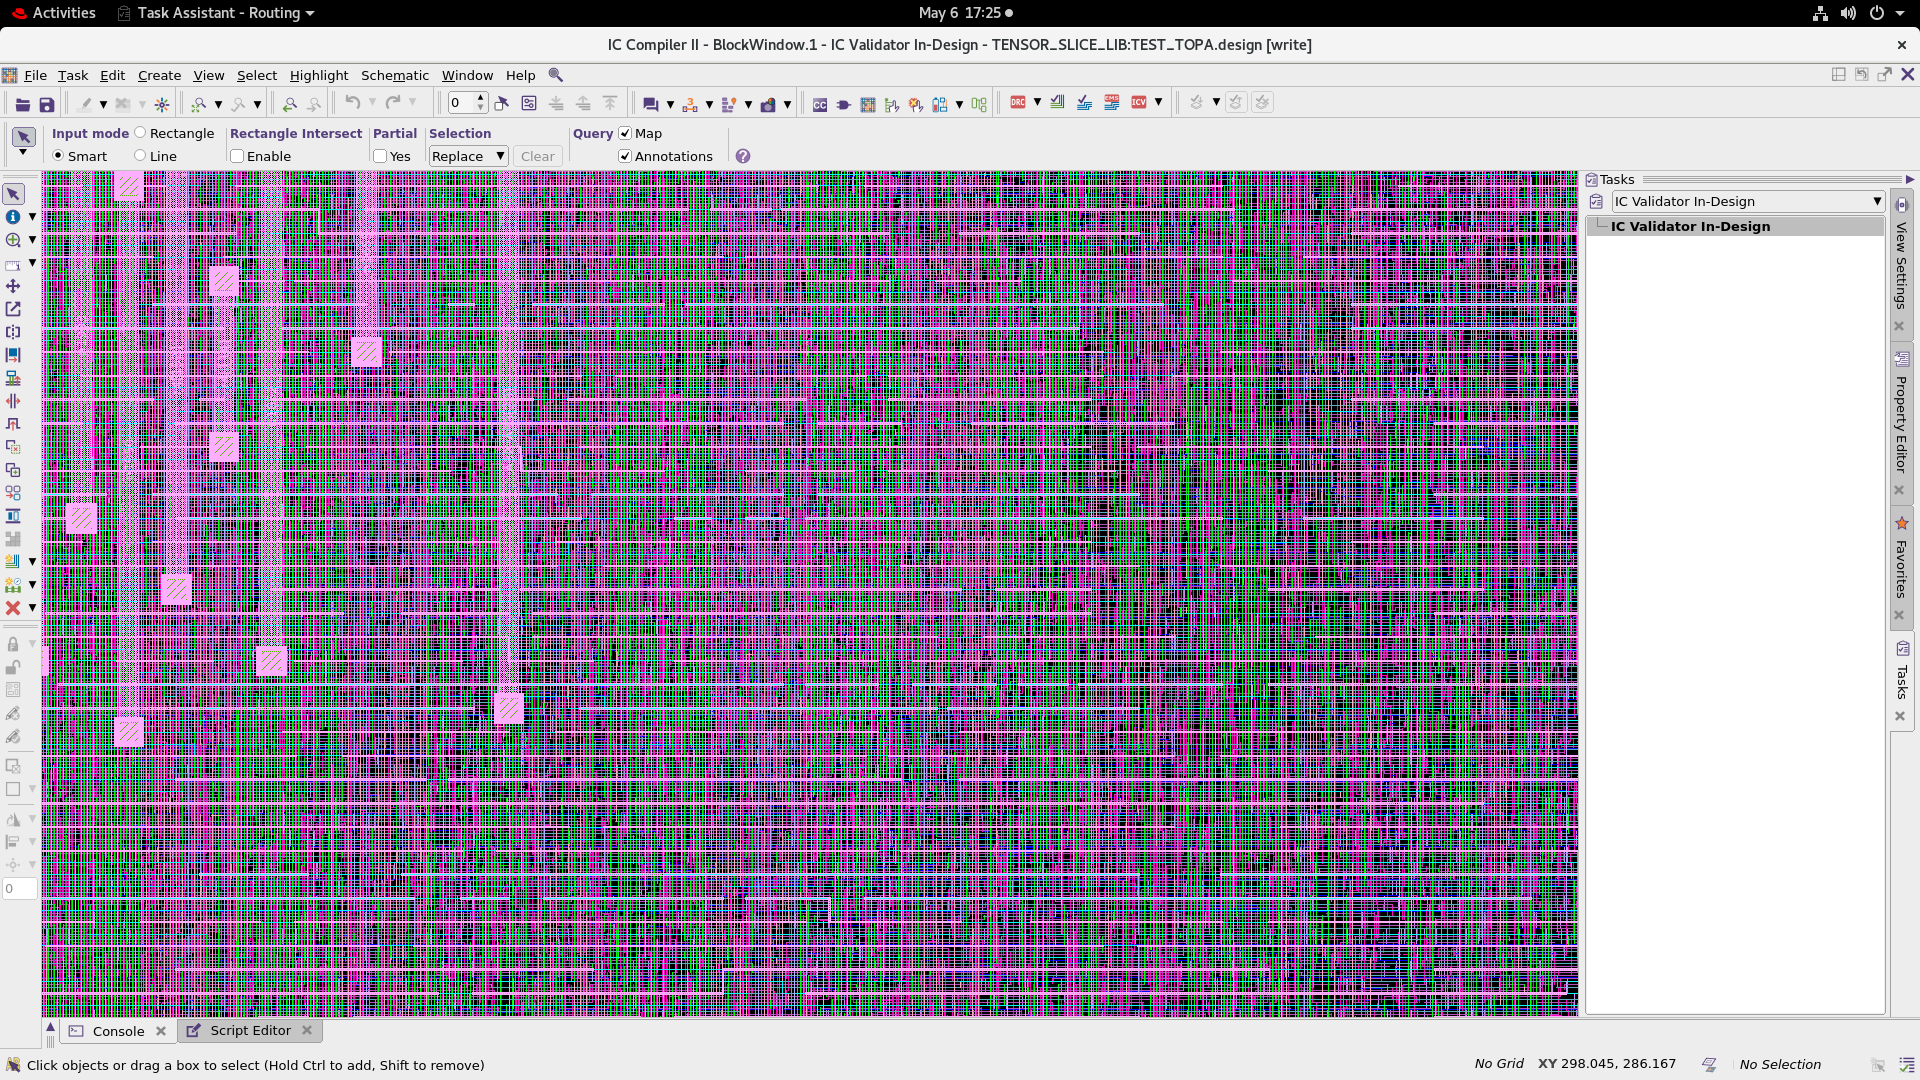 Activities Task Assistant - Routing May 6 17:25
IC Compiler II - BlockWindow.1 - IC Validator In-Design - TENSOR_SLICE_LIB:TEST_TOPA.design [write]
File Task Edit Create View Select Highlight Schematic Window Help
0 CC DRC EMS ICV
Input mode Rectangle Rectangle Intersect Partial Selection Query Map
Smart Line Enable Yes Replace Clear Annotations
Tasks
IC Validator In-Design
IC Validator In-Design
View Settings
Property Editor
Favorites
Tasks
0
Console Script Editor
Click objects or drag a box to select (Hold Ctrl to add, Shift to remove) No Grid XY 298.045, 286.167 No Selection